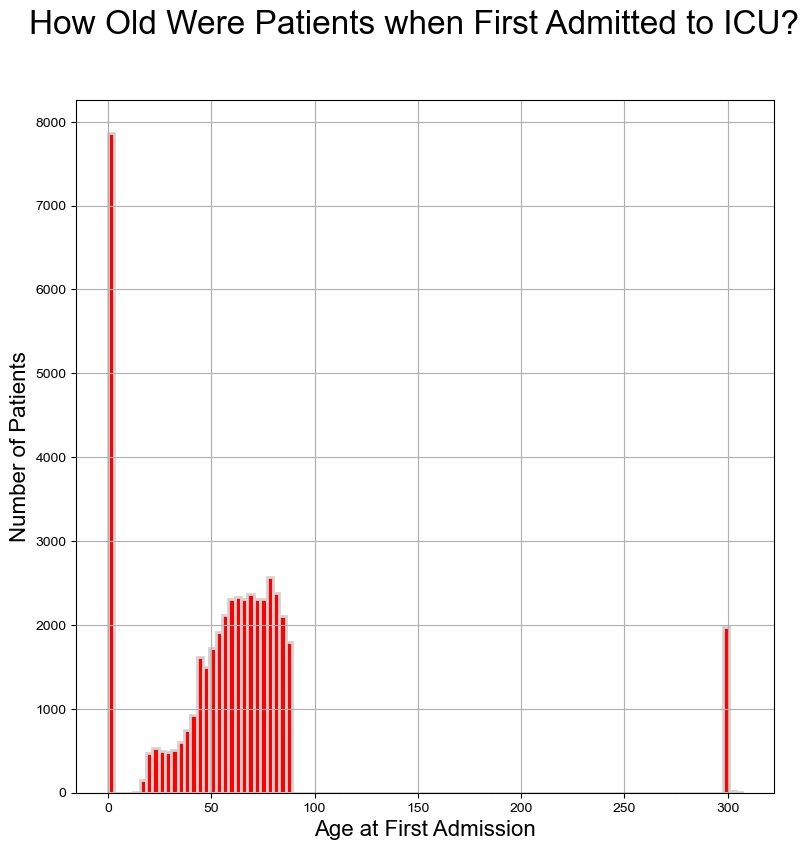 How Old Were Patients when First Admitted to ICU?
8000
7000
6000
5000
4000
3000
2000
1000
0
Number of Patients
0 50 100 150 200 250 300
Age at First Admission